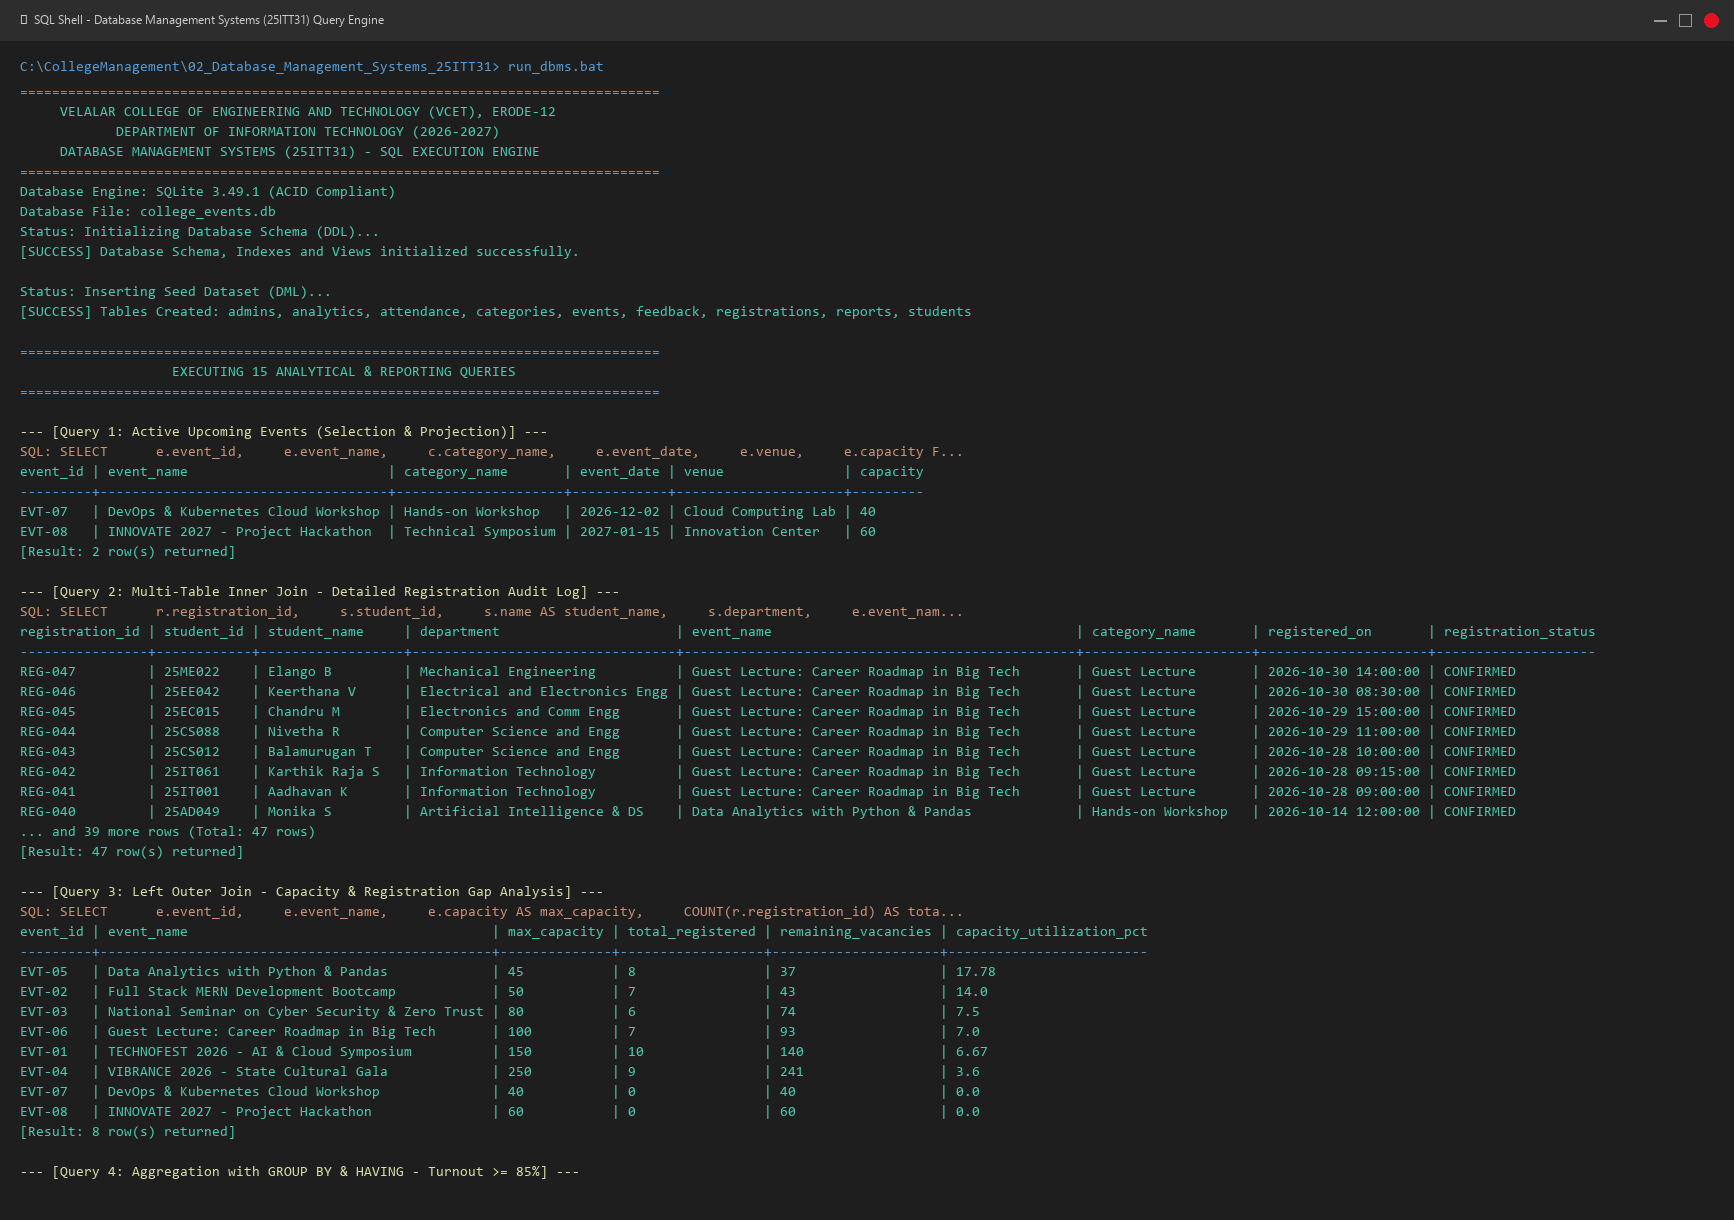 SQL Shell - Database Management Systems (25ITT31) Query Engine
C:\CollegeManagement\02_Database_Management_Systems_25ITT31> run_dbms.bat
================================================================================
     VELALAR COLLEGE OF ENGINEERING AND TECHNOLOGY (VCET), ERODE-12
            DEPARTMENT OF INFORMATION TECHNOLOGY (2026-2027)
     DATABASE MANAGEMENT SYSTEMS (25ITT31) - SQL EXECUTION ENGINE
================================================================================
Database Engine: SQLite 3.49.1 (ACID Compliant)
Database File: college_events.db
Status: Initializing Database Schema (DDL)...
[SUCCESS] Database Schema, Indexes and Views initialized successfully.

Status: Inserting Seed Dataset (DML)...
[SUCCESS] Tables Created: admins, analytics, attendance, categories, events, feedback, registrations, reports, students

================================================================================
                   EXECUTING 15 ANALYTICAL & REPORTING QUERIES
================================================================================

--- [Query 1: Active Upcoming Events (Selection & Projection)] ---
SQL: SELECT      e.event_id,     e.event_name,     c.category_name,     e.event_date,     e.venue,     e.capacity F...
event_id | event_name                         | category_name       | event_date | venue               | capacity
---------+------------------------------------+---------------------+------------+---------------------+---------
EVT-07   | DevOps & Kubernetes Cloud Workshop | Hands-on Workshop   | 2026-12-02 | Cloud Computing Lab | 40
EVT-08   | INNOVATE 2027 - Project Hackathon  | Technical Symposium | 2027-01-15 | Innovation Center   | 60
[Result: 2 row(s) returned]

--- [Query 2: Multi-Table Inner Join - Detailed Registration Audit Log] ---
SQL: SELECT      r.registration_id,     s.student_id,     s.name AS student_name,     s.department,     e.event_nam...
registration_id | student_id | student_name     | department                      | event_name                                      | category_name       | registered_on       | registration_status
----------------+------------+------------------+---------------------------------+-------------------------------------------------+---------------------+---------------------+--------------------
REG-047         | 25ME022    | Elango B         | Mechanical Engineering          | Guest Lecture: Career Roadmap in Big Tech       | Guest Lecture       | 2026-10-30 14:00:00 | CONFIRMED
REG-046         | 25EE042    | Keerthana V      | Electrical and Electronics Engg | Guest Lecture: Career Roadmap in Big Tech       | Guest Lecture       | 2026-10-30 08:30:00 | CONFIRMED
REG-045         | 25EC015    | Chandru M        | Electronics and Comm Engg       | Guest Lecture: Career Roadmap in Big Tech       | Guest Lecture       | 2026-10-29 15:00:00 | CONFIRMED
REG-044         | 25CS088    | Nivetha R        | Computer Science and Engg       | Guest Lecture: Career Roadmap in Big Tech       | Guest Lecture       | 2026-10-29 11:00:00 | CONFIRMED
REG-043         | 25CS012    | Balamurugan T    | Computer Science and Engg       | Guest Lecture: Career Roadmap in Big Tech       | Guest Lecture       | 2026-10-28 10:00:00 | CONFIRMED
REG-042         | 25IT061    | Karthik Raja S   | Information Technology          | Guest Lecture: Career Roadmap in Big Tech       | Guest Lecture       | 2026-10-28 09:15:00 | CONFIRMED
REG-041         | 25IT001    | Aadhavan K       | Information Technology          | Guest Lecture: Career Roadmap in Big Tech       | Guest Lecture       | 2026-10-28 09:00:00 | CONFIRMED
REG-040         | 25AD049    | Monika S         | Artificial Intelligence & DS    | Data Analytics with Python & Pandas             | Hands-on Workshop   | 2026-10-14 12:00:00 | CONFIRMED
... and 39 more rows (Total: 47 rows)
[Result: 47 row(s) returned]

--- [Query 3: Left Outer Join - Capacity & Registration Gap Analysis] ---
SQL: SELECT      e.event_id,     e.event_name,     e.capacity AS max_capacity,     COUNT(r.registration_id) AS tota...
event_id | event_name                                      | max_capacity | total_registered | remaining_vacancies | capacity_utilization_pct
---------+-------------------------------------------------+--------------+------------------+---------------------+-------------------------
EVT-05   | Data Analytics with Python & Pandas             | 45           | 8                | 37                  | 17.78
EVT-02   | Full Stack MERN Development Bootcamp            | 50           | 7                | 43                  | 14.0
EVT-03   | National Seminar on Cyber Security & Zero Trust | 80           | 6                | 74                  | 7.5
EVT-06   | Guest Lecture: Career Roadmap in Big Tech       | 100          | 7                | 93                  | 7.0
EVT-01   | TECHNOFEST 2026 - AI & Cloud Symposium          | 150          | 10               | 140                 | 6.67
EVT-04   | VIBRANCE 2026 - State Cultural Gala             | 250          | 9                | 241                 | 3.6
EVT-07   | DevOps & Kubernetes Cloud Workshop              | 40           | 0                | 40                  | 0.0
EVT-08   | INNOVATE 2027 - Project Hackathon               | 60           | 0                | 60                  | 0.0
[Result: 8 row(s) returned]

--- [Query 4: Aggregation with GROUP BY & HAVING - Turnout >= 85%] ---